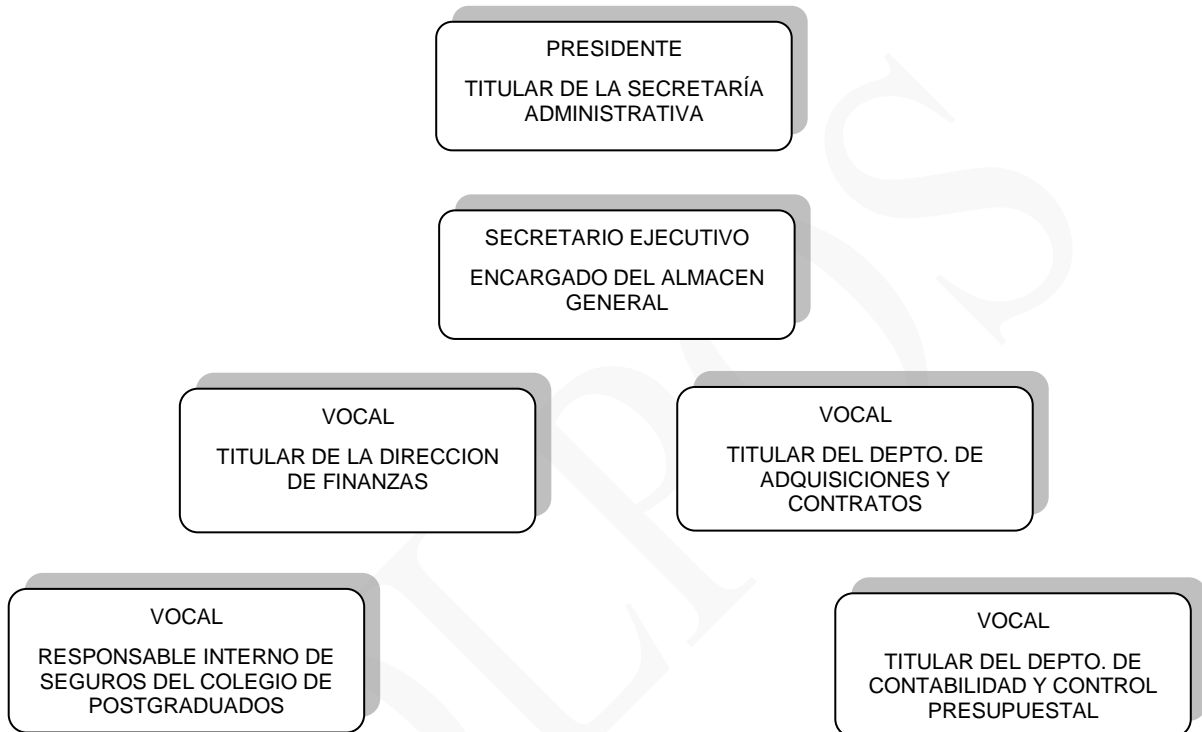 PRESIDENTE
TITULAR DE LA SECRETARÍA
ADMINISTRATIVA
SECRETARIO EJECUTIVO
ENCARGADO DEL ALMACEN
GENERAL
VOCAL
TITULAR DE LA DIRECCION
DE FINANZAS
VOCAL
TITULAR DEL DEPTO. DE
ADQUISICIONES Y
CONTRATOS
VOCAL
RESPONSABLE INTERNO DE
SEGUROS DEL COLEGIO DE
POSTGRADUADOS
VOCAL
TITULAR DEL DEPTO. DE
CONTABILIDAD Y CONTROL
PRESUPUESTAL
OLPOS